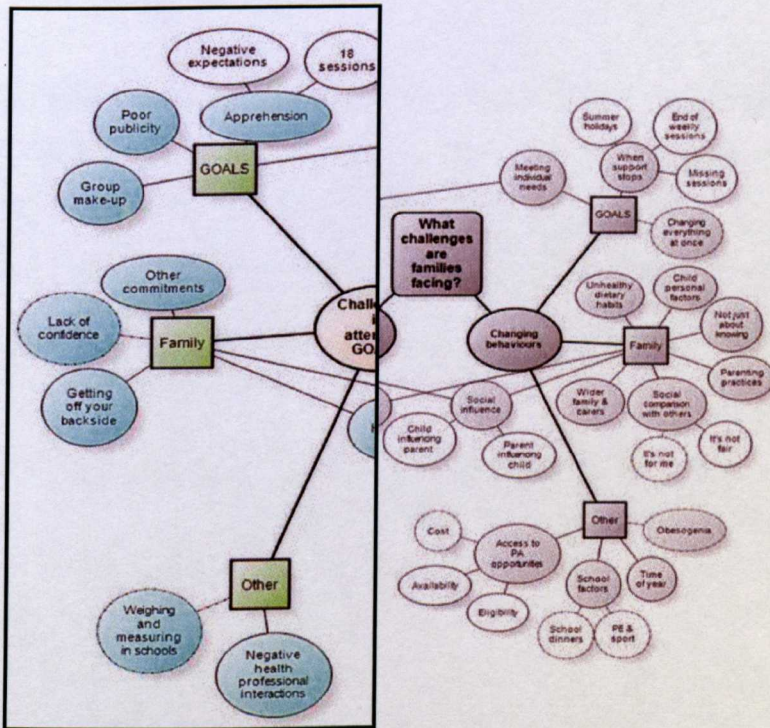 Negative
expectations
18
sessions
Poor
publicity
Apprehension
GOALS
Group
make-up
Other
commitments
Lack of
confidence
Family
Getting
off your
backside
Other
Weighing
and
measuring
in schools
Negative
health
professional
interactions
GO
What
challenges
are
families
facing?
Changing
behaviours
Summer
holidays
End of
weekly
sessions
When
support
stops
Missing
sessions
Meeting
individual
needs
GOALS
Changing
everything
at once
Unhealthy
dietary
habits
Child
personal
factors
Not just
about
knowing
Family
Parenting
practices
Wider
family &
carers
Social
comparison
with others
It's not
for me
It's not
fair
Social
influence
Child
influencing
parent
Parent
influencing
child
Other
Obesogenia
Cost
Access to
PA
opportunities
Availability
Eligibility
School
factors
Time
of year
School
dinners
PE &
sport